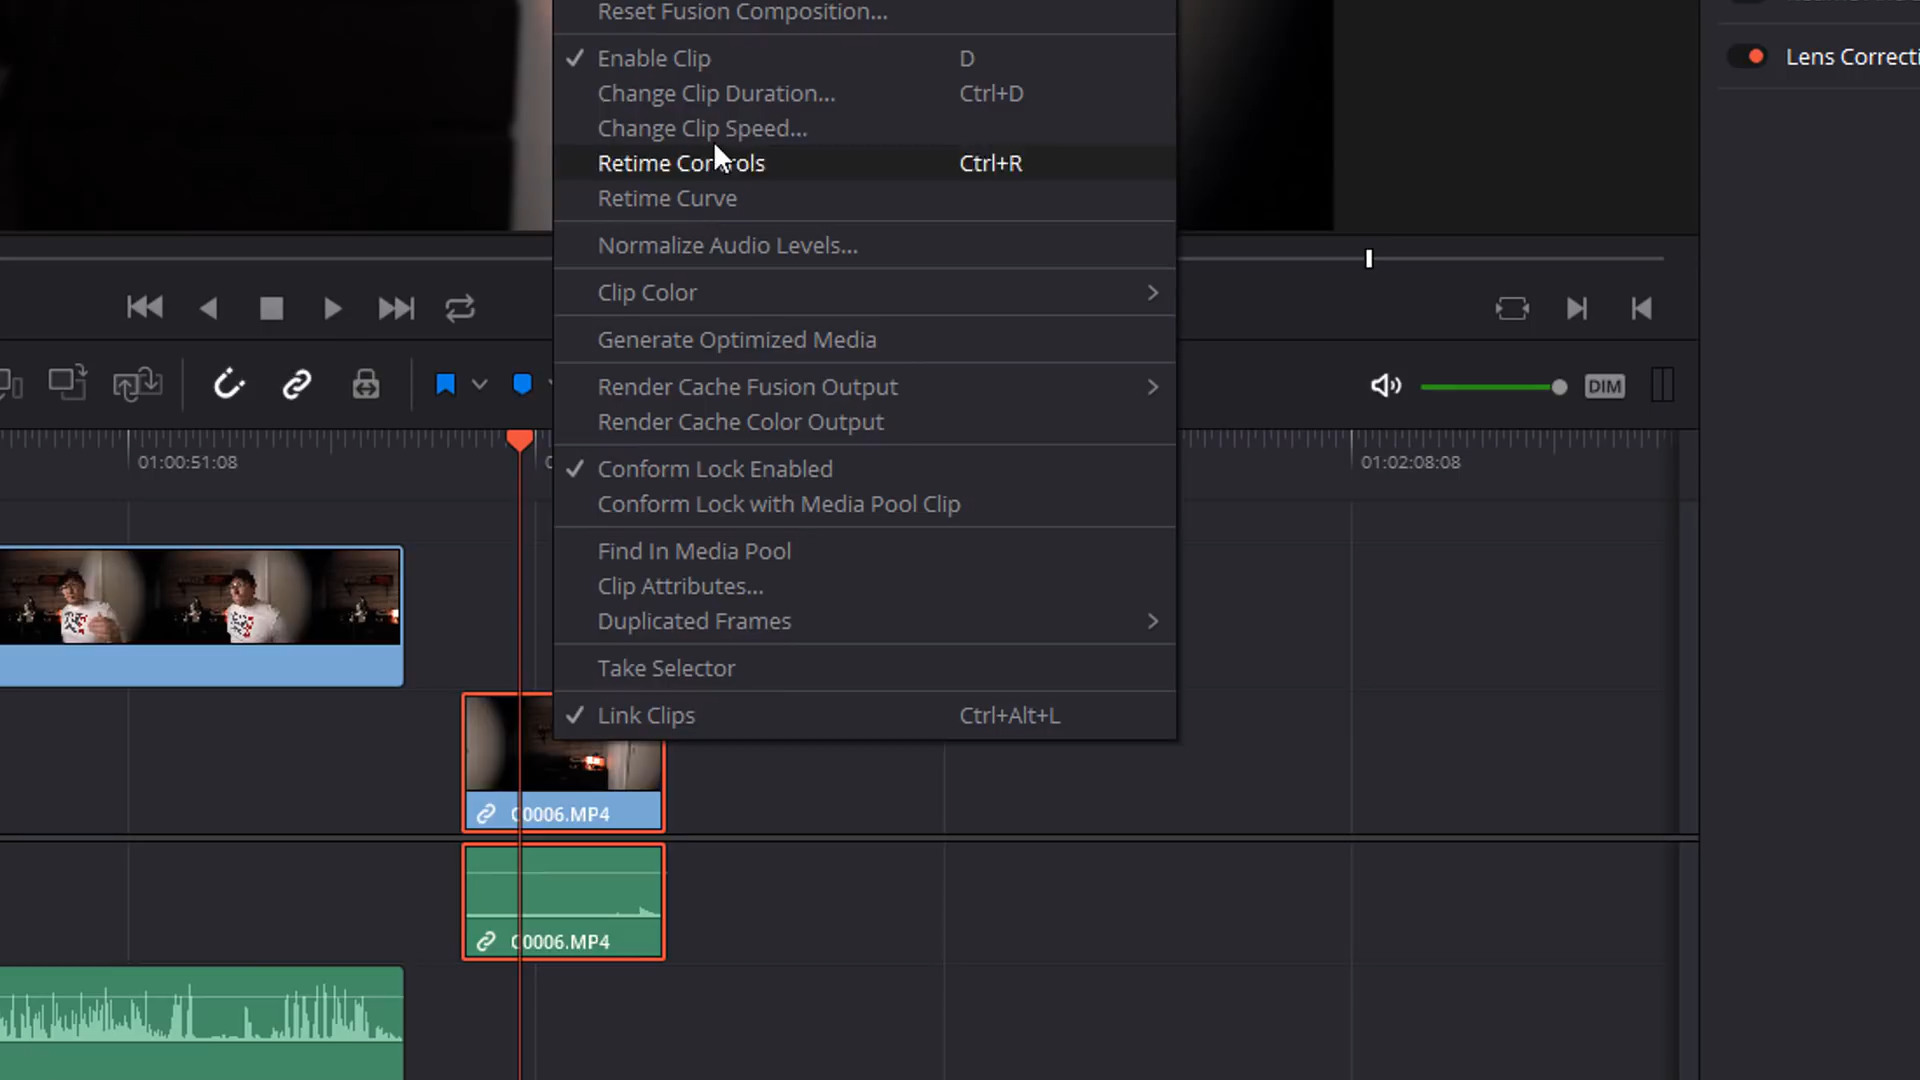 Reset Fusion Composition...
Enable Clip D
Change Clip Duration... Ctrl+D
Change Clip Speed...
Retime Controls Ctrl+R
Retime Curve
Normalize Audio Levels...
Clip Color
Generate Optimized Media
Render Cache Fusion Output
Render Cache Color Output
Conform Lock Enabled
Conform Lock with Media Pool Clip
Find In Media Pool
Clip Attributes...
Duplicated Frames
Take Selector
Link Clips Ctrl+Alt+L
Lens Correcti
DIM
01:00:51:08
01:02:08:08
C0006.MP4
C0006.MP4